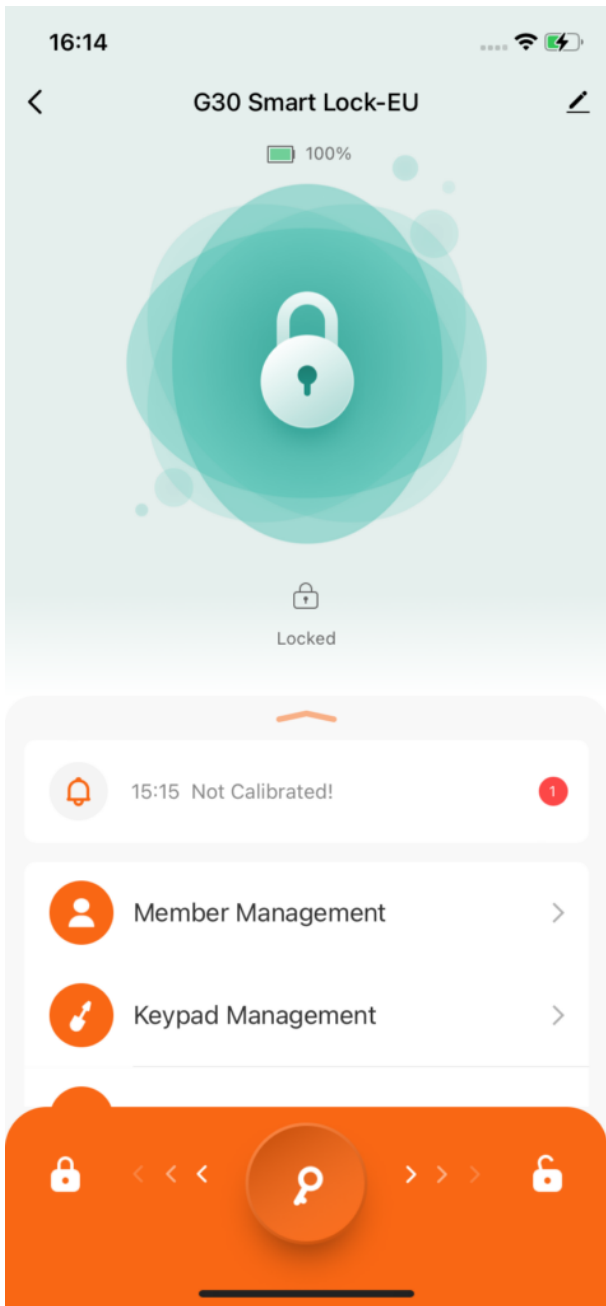 16:14
G30 Smart Lock-EU
100%
Locked
15:15 Not Calibrated!
1
Member Management
Keypad Management